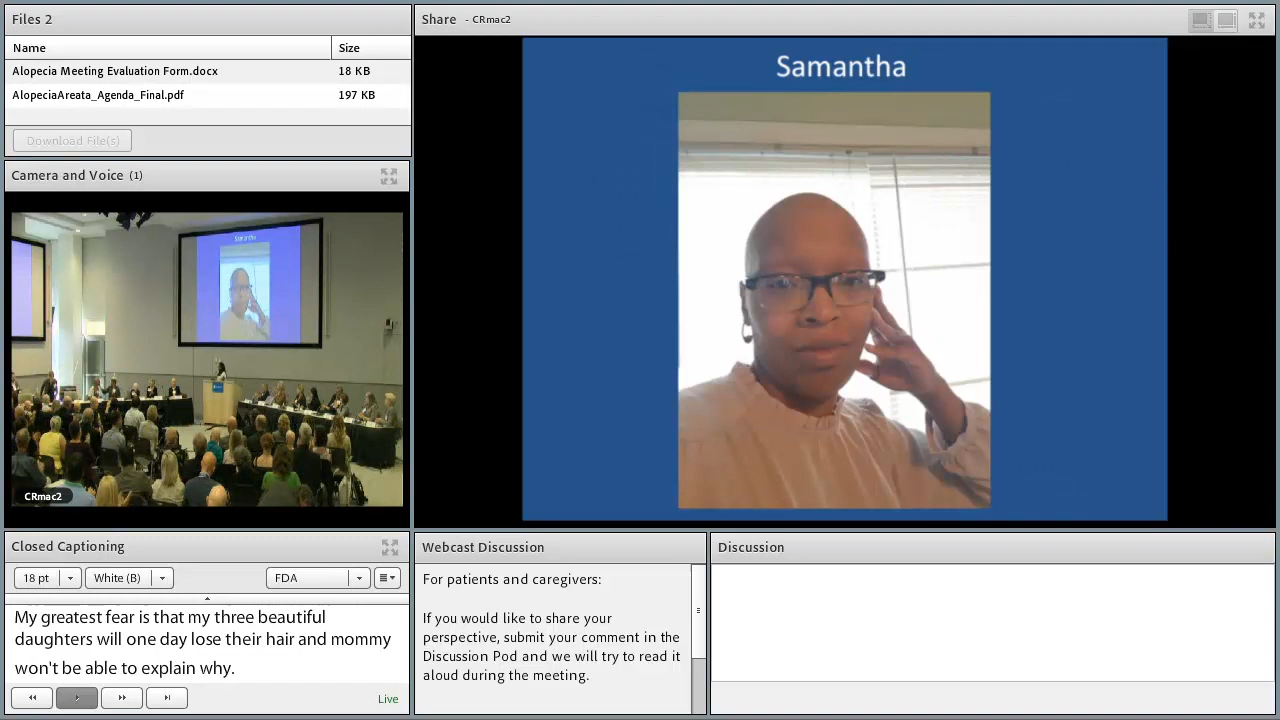 Files 2
Name Size
Alopecia Meeting Evaluation Form.docx 18 KB
AlopeciaAreata_Agenda_Final.pdf 197 KB
Download File(s)
Camera and Voice (1)
Samantha
CRmac2
Share - CRmac2
Samantha
Closed Captioning
18 pt White (B) FDA
My greatest fear is that my three beautiful
daughters will one day lose their hair and mommy
won't be able to explain why.
Live
Webcast Discussion
For patients and caregivers:
If you would like to share your
perspective, submit your comment in the
Discussion Pod and we will try to read it
aloud during the meeting.
Discussion